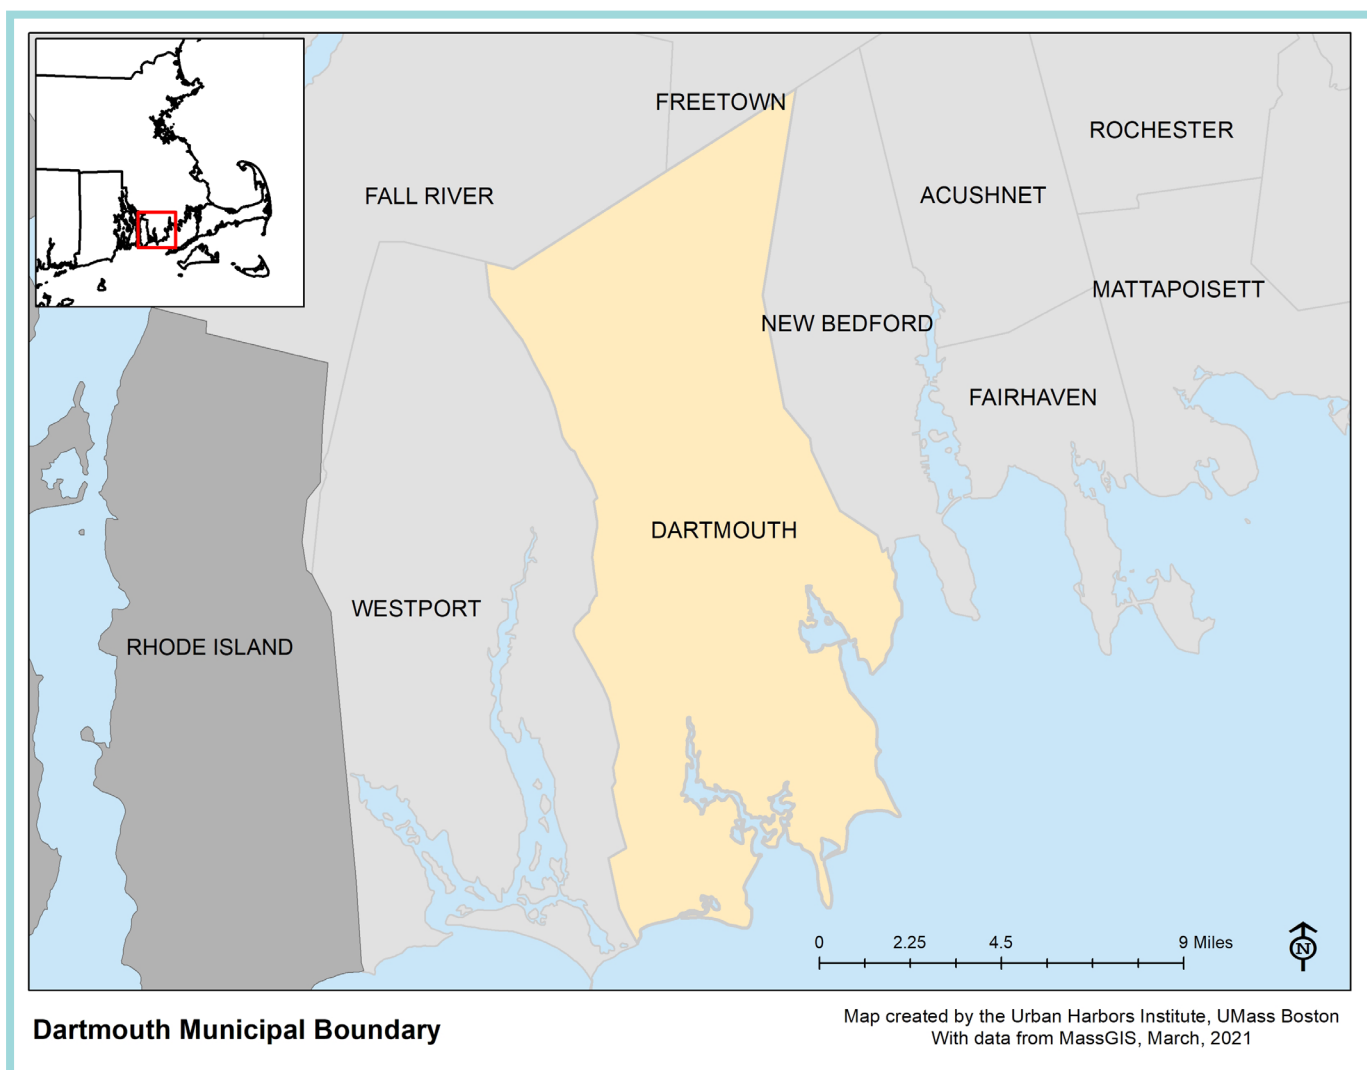 FREETOWN
ROCHESTER
FALL RIVER
ACUSHNET
MATTAPOISETT
NEW BEDFORD
FAIRHAVEN
DARTMOUTH
WESTPORT
RHODE ISLAND
0 2.25 4.5 9 Miles
N
Dartmouth Municipal Boundary
Map created by the Urban Harbors Institute, UMass Boston
With data from MassGIS, March, 2021